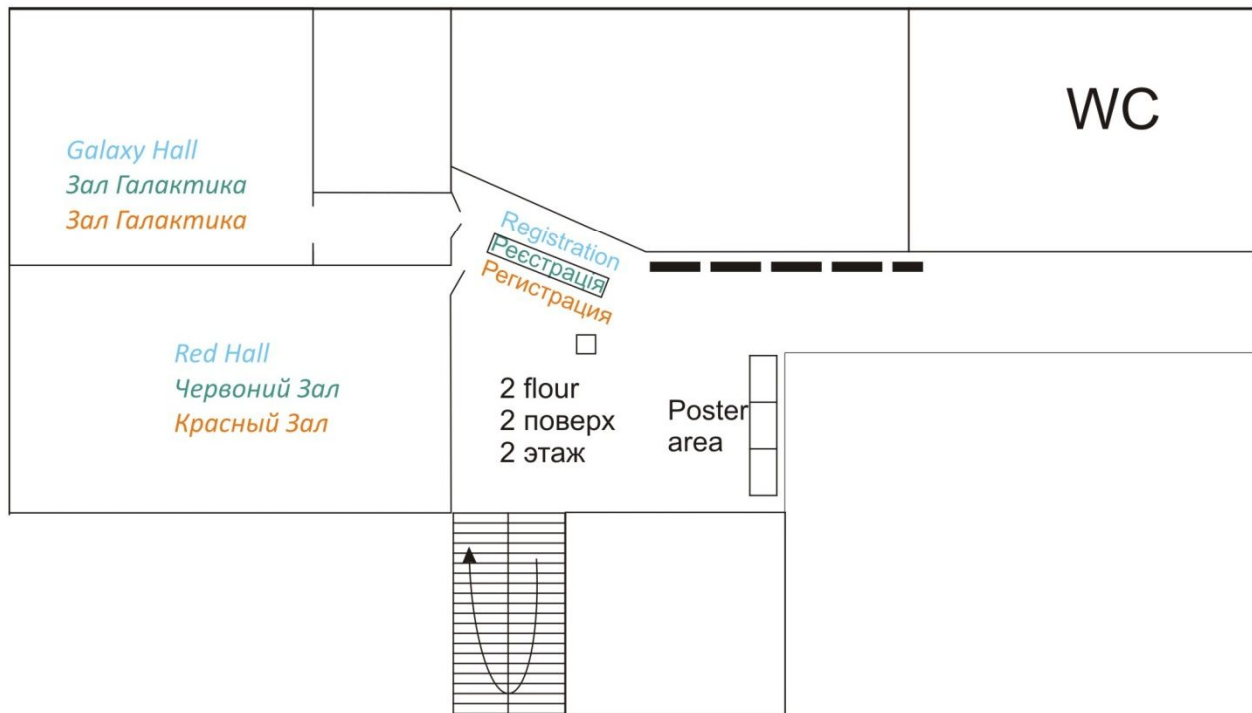 WC
Galaxy Hall
Зал Галактика
Зал Галактика
Registration
Реєстрація
Регистрация
Red Hall
Червоний Зал
Красный Зал
2 flour
2 поверх
2 этаж
Poster
area